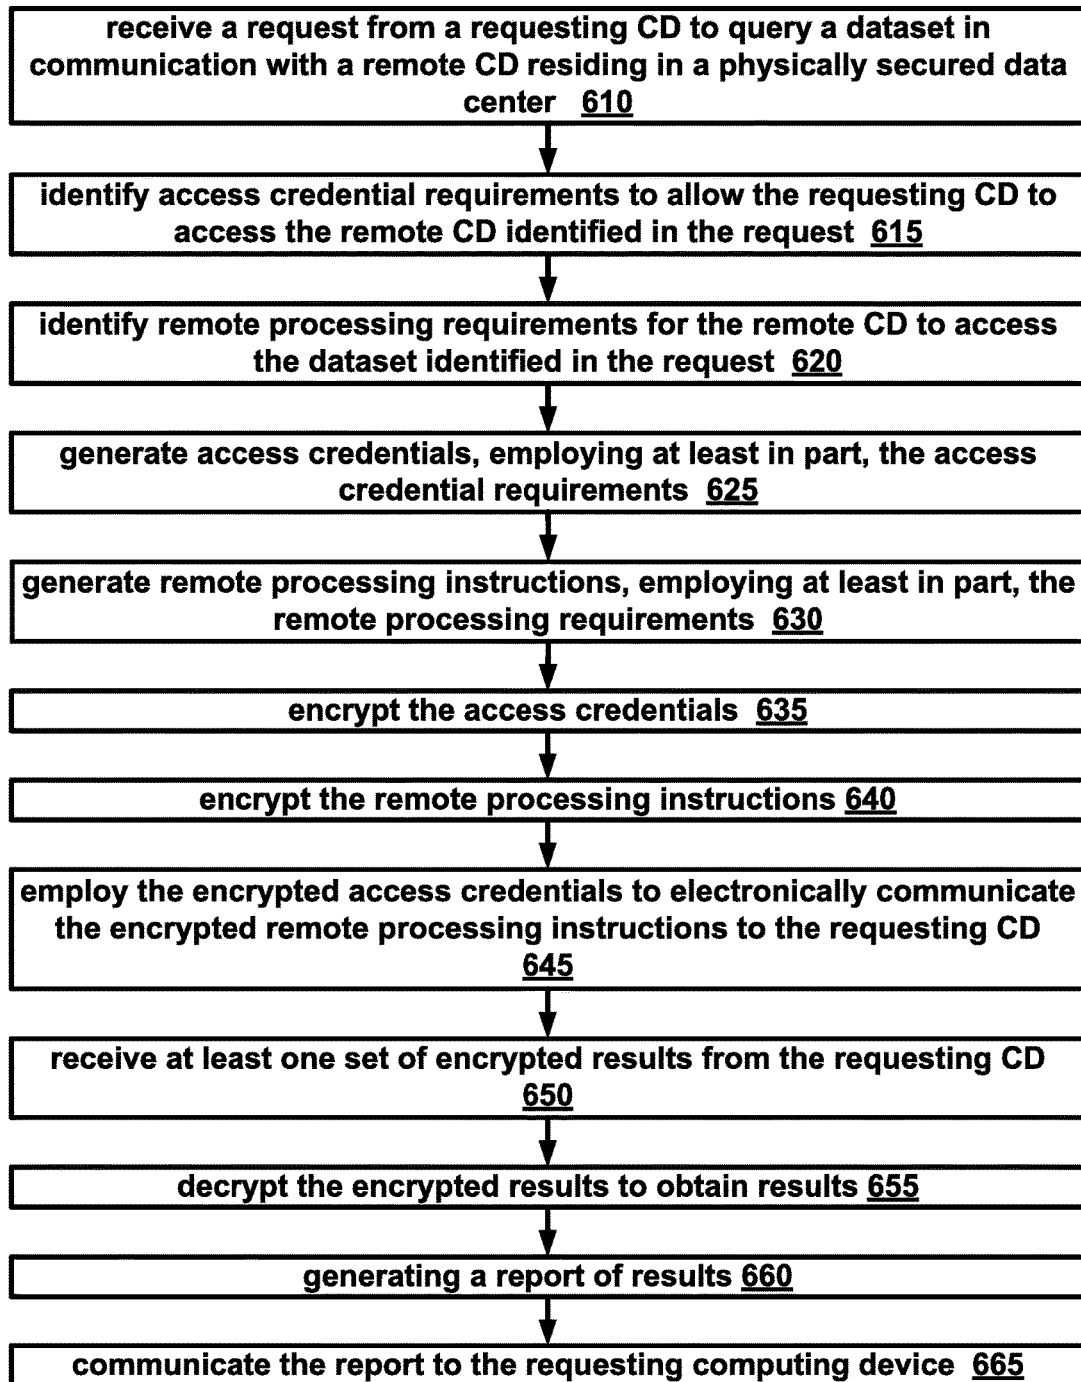 receive a request from a requesting CD to query a dataset in
communication with a remote CD residing in a physically secured data
center 610
identify access credential requirements to allow the requesting CD to
access the remote CD identified in the request 615
identify remote processing requirements for the remote CD to access
the dataset identified in the request 620
generate access credentials, employing at least in part, the access
credential requirements 625
generate remote processing instructions, employing at least in part, the
remote processing requirements 630
encrypt the access credentials 635
encrypt the remote processing instructions 640
employ the encrypted access credentials to electronically communicate
the encrypted remote processing instructions to the requesting CD
645
receive at least one set of encrypted results from the requesting CD
650
decrypt the encrypted results to obtain results 655
generating a report of results 660
communicate the report to the requesting computing device 665